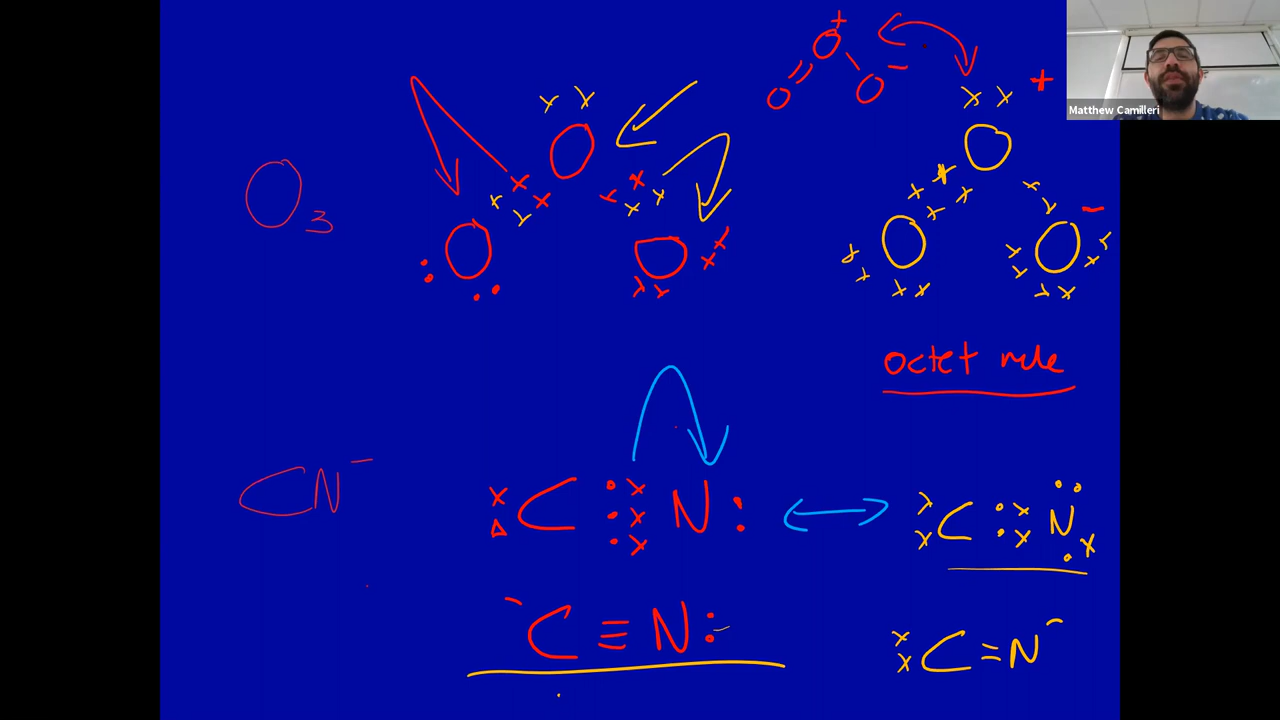 O+
O = O −
+
Matthew Camilleri
O3
O
O O
O
O O −
octet rule
CN−
C N :
C N
−C ≡ N :
C = N−